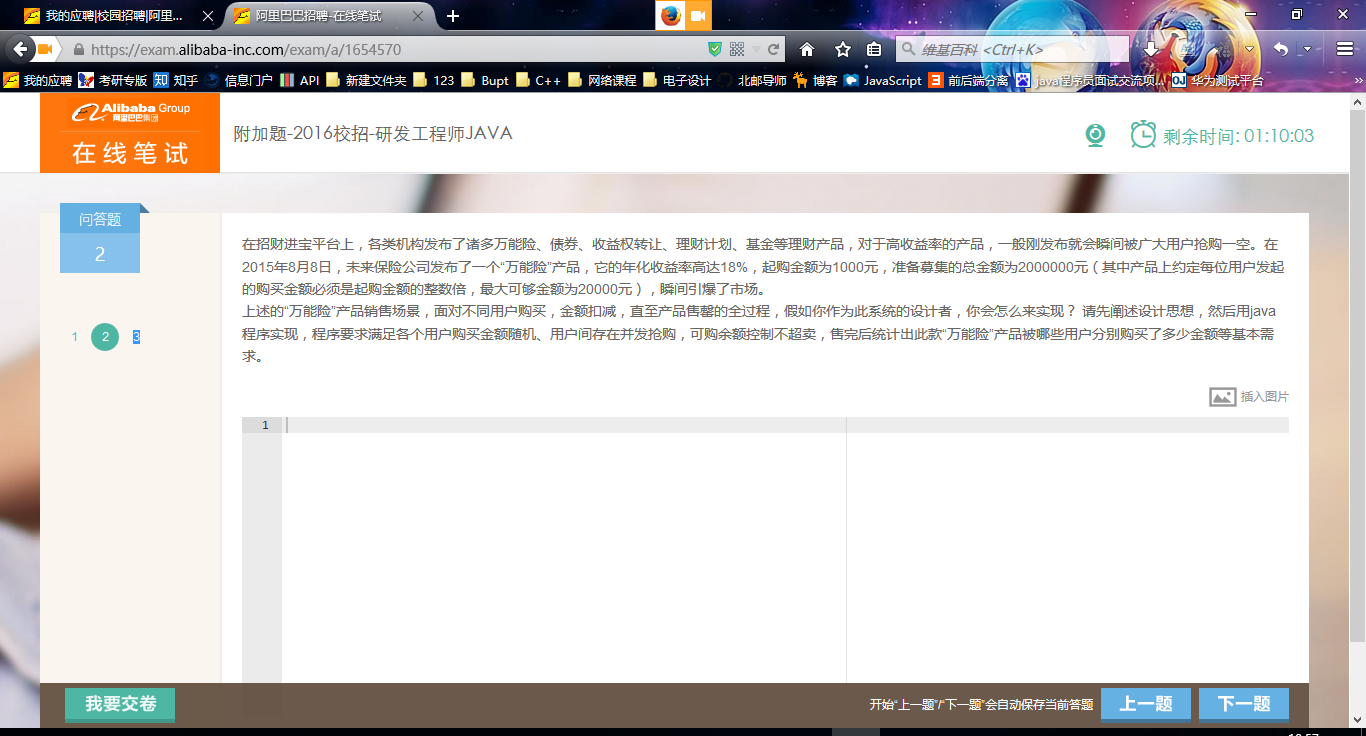 我的应聘|校园招聘|阿里...
阿里巴巴招聘-在线笔试
https://exam.alibaba-inc.com/exam/a/1654570
维基百科 <Ctrl+K>
我的应聘 考研专版 知乎 信息门户 API 新建文件夹 123 Bupt C++ 网络课程 电子设计 北邮导师 博客 JavaScript 前后端分离 java程序员面试交流项... 华为测试平台
Alibaba Group
阿里巴巴集团
在线笔试
附加题-2016校招-研发工程师JAVA
剩余时间: 01:10:03
问答题
2
1 2 3
在招财进宝平台上，各类机构发布了诸多万能险、债券、收益权转让、理财计划、基金等理财产品，对于高收益率的产品，一般刚发布就会瞬间被广大用户抢购一空。在
2015年8月8日，未来保险公司发布了一个“万能险”产品，它的年化收益率高达18%，起购金额为1000元，准备募集的总金额为2000000元（其中产品上约定每位用户发起
的购买金额必须是起购金额的整数倍，最大可够金额为20000元），瞬间引爆了市场。
上述的“万能险”产品销售场景，面对不同用户购买，金额扣减，直至产品售罄的全过程，假如你作为此系统的设计者，你会怎么来实现？ 请先阐述设计思想，然后用java
程序实现，程序要求满足各个用户购买金额随机、用户间存在并发抢购，可购余额控制不超卖，售完后统计出此款“万能险”产品被哪些用户分别购买了多少金额等基本需
求。
插入图片
1
我要交卷
开始“上一题”/“下一题”会自动保存当前答题
上一题
下一题